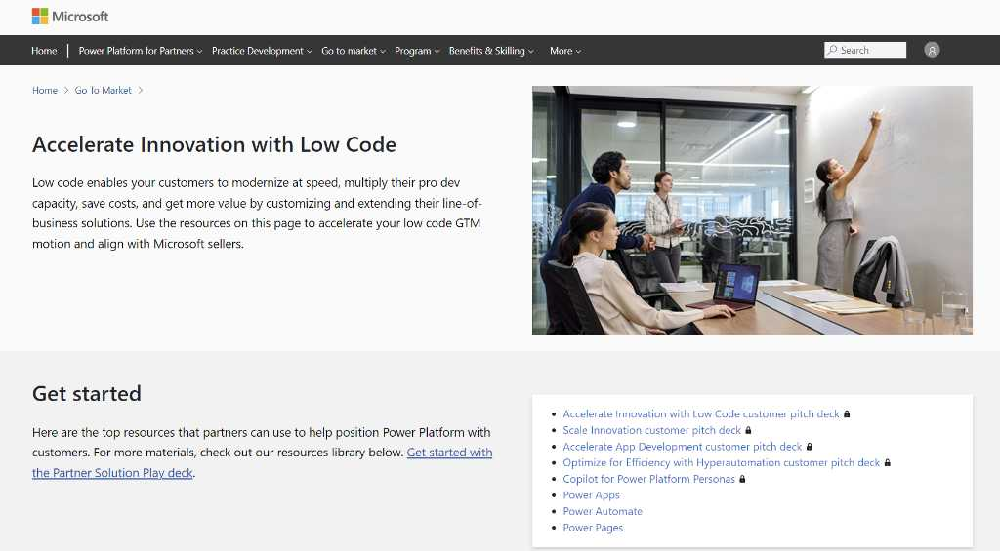 Microsoft
Home | Power Platform for Partners Practice Development Go to market Program Benefits & Skilling More Search
Home > Go To Market >
Accelerate Innovation with Low Code
Low code enables your customers to modernize at speed, multiply their pro dev
capacity, save costs, and get more value by customizing and extending their line-of-
business solutions. Use the resources on this page to accelerate your low code GTM
motion and align with Microsoft sellers.
Get started
Here are the top resources that partners can use to help position Power Platform with
customers. For more materials, check out our resources library below. Get started with
the Partner Solution Play deck.
• Accelerate Innovation with Low Code customer pitch deck
• Scale Innovation customer pitch deck
• Accelerate App Development customer pitch deck
• Optimize for Efficiency with Hyperautomation customer pitch deck
• Copilot for Power Platform Personas
• Power Apps
• Power Automate
• Power Pages